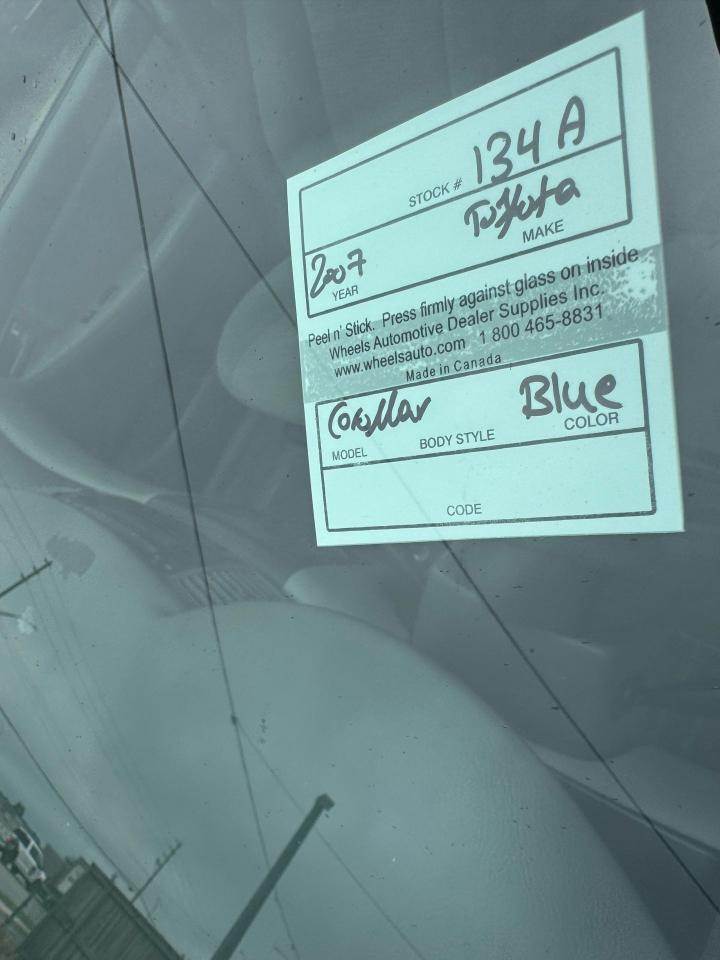 STOCK # 134 A
2007 Toyota
YEAR MAKE
Peel n' Stick. Press firmly against glass on inside
Wheels Automotive Dealer Supplies Inc.
www.wheelsauto.com 1 800 465-8831
Made in Canada
Corollar Blue
MODEL BODY STYLE COLOR
CODE